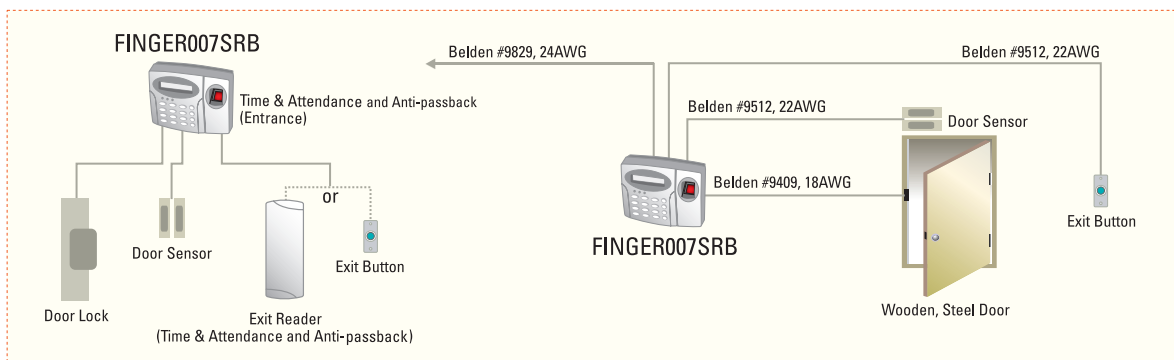 FINGER007SRB
Time & Attendance and Anti-passback
(Entrance)
or
Door Sensor
Exit Button
Door Lock
Exit Reader
(Time & Attendance and Anti-passback)
Belden #9829, 24AWG
Belden #9512, 22AWG
Belden #9512, 22AWG
Door Sensor
Belden #9409, 18AWG
FINGER007SRB
Exit Button
Wooden, Steel Door